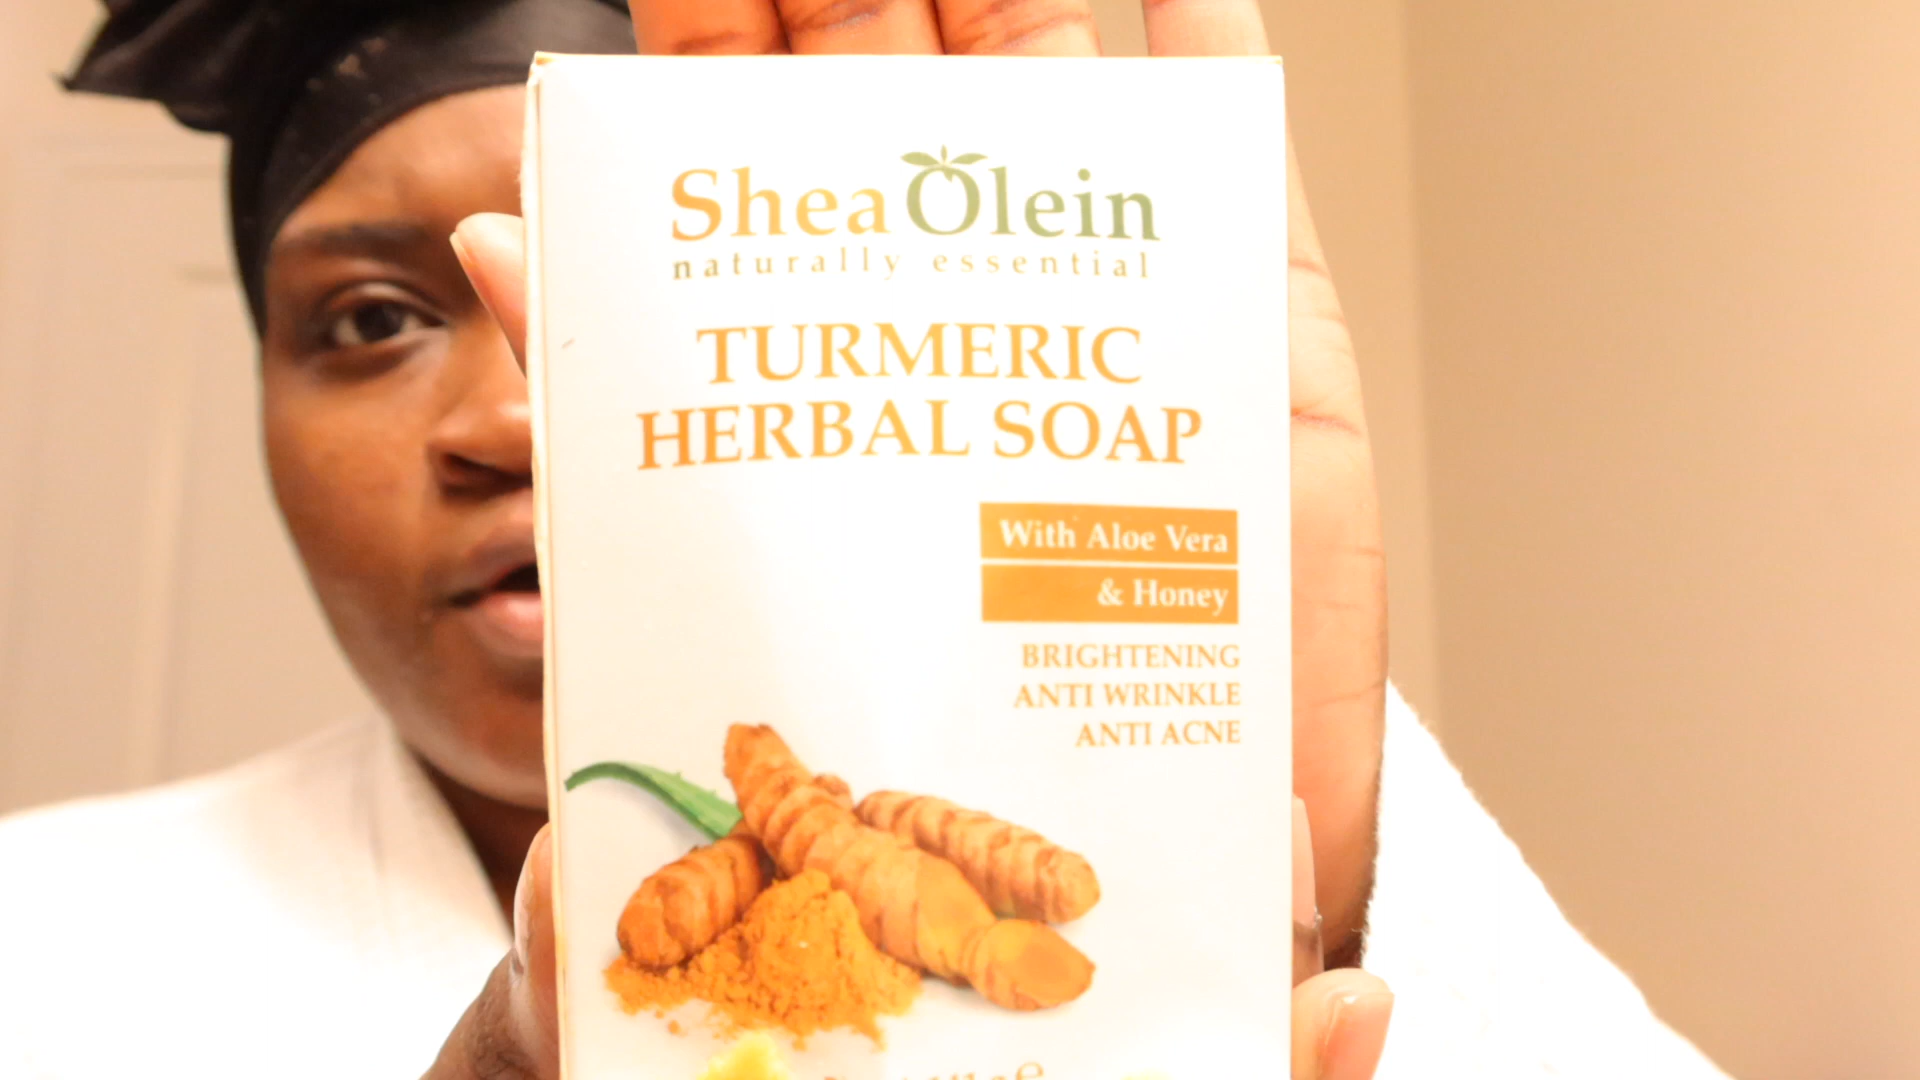 Shea Olein
naturally essential
TURMERIC
HERBAL SOAP
With Aloe Vera
& Honey
BRIGHTENING
ANTI WRINKLE
ANTI ACNE